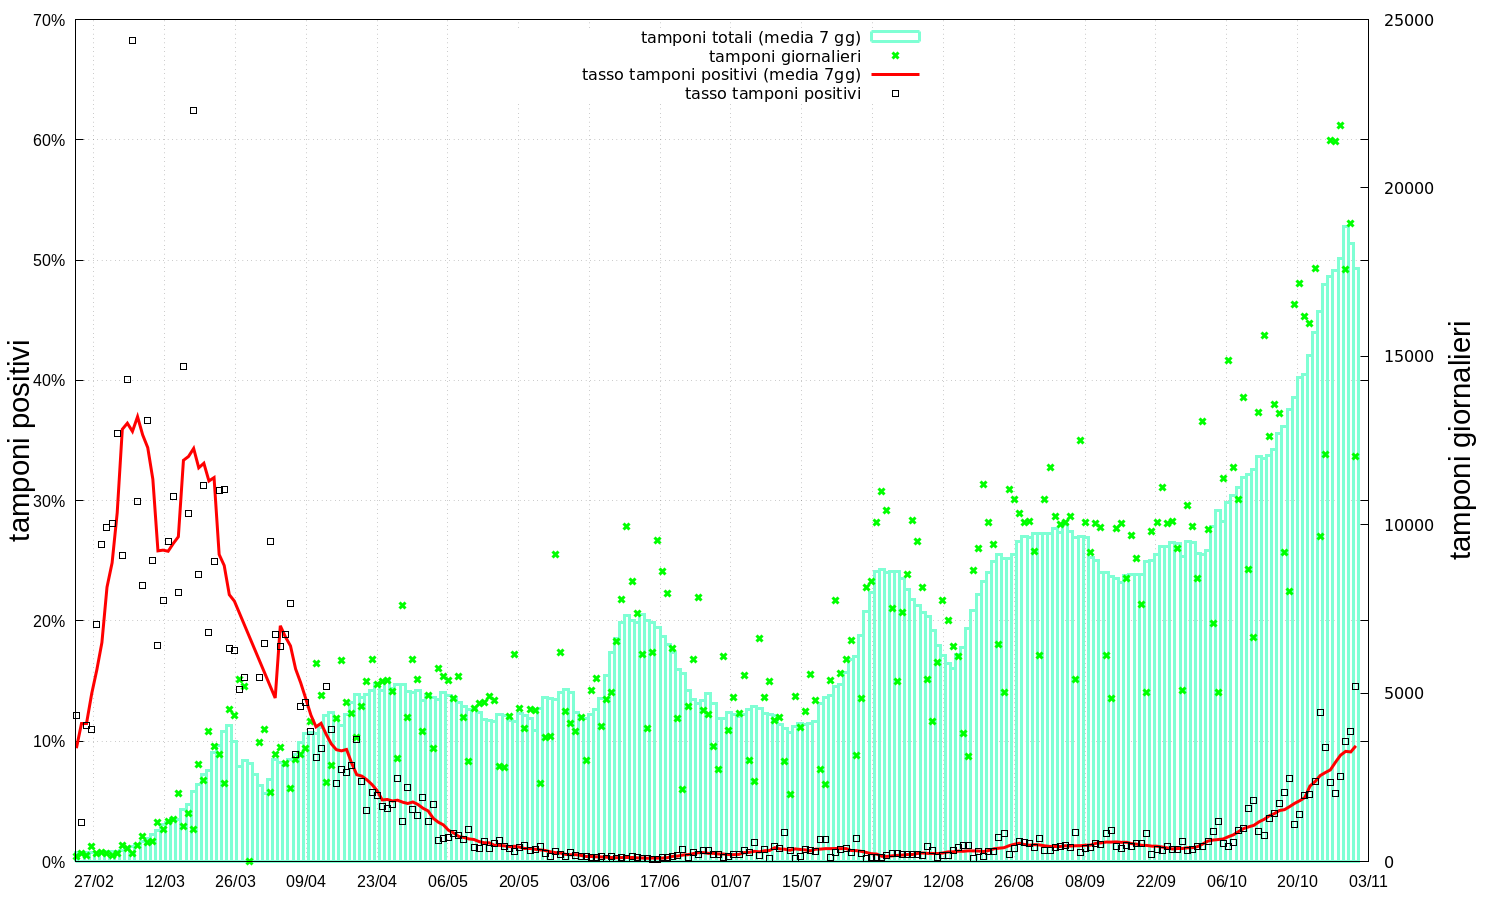 70%
60%
50%
40%
30%
20%
10%
0%
tamponi positivi
tamponi totali (media 7 gg)
tamponi giornalieri
tasso tamponi positivi (media 7gg)
tasso tamponi positivi
25000
20000
15000
10000
5000
0
tamponi giornalieri
27/02 12/03 26/03 09/04 23/04 06/05 20/05 03/06 17/06 01/07 15/07 29/07 12/08 26/08 08/09 22/09 06/10 20/10 03/11